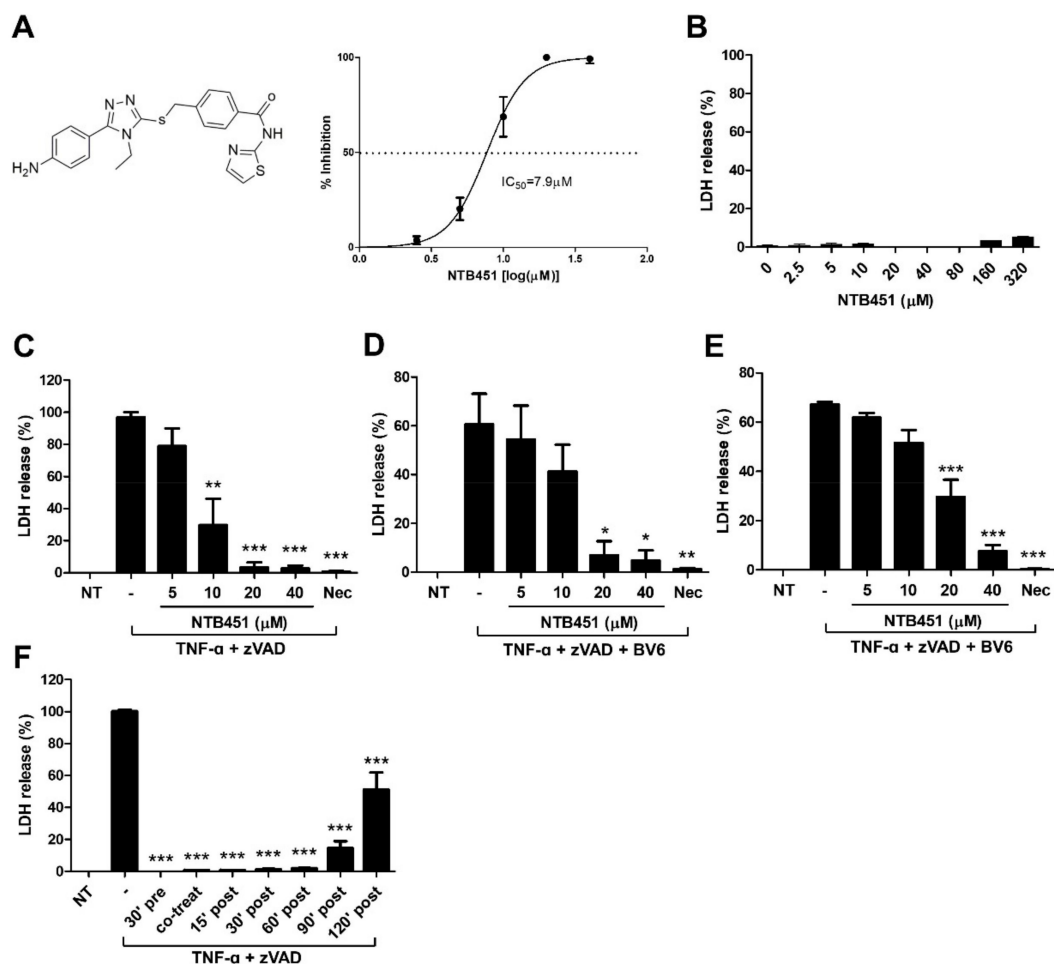 A
N N
N
S
O
NH
N
S
H2N
% Inhibition
100
50
0
IC50=7.9μM
0.0 0.5 1.0 1.5 2.0
NTB451 [log(μM)]
B
LDH release (%)
100
80
60
40
20
0
0 2.5 5 10 20 40 80 160 320
NTB451 (μM)
C
LDH release (%)
120
100
80
60
40
20
0
** *** *** ***
NT - 5 10 20 40 Nec
NTB451 (μM)
TNF-α + zVAD
D
LDH release (%)
80
60
40
20
0
* * **
NT - 5 10 20 40 Nec
NTB451 (μM)
TNF-α + zVAD + BV6
E
LDH release (%)
80
60
40
20
0
*** *** ***
NT - 5 10 20 40 Nec
NTB451 (μM)
TNF-α + zVAD + BV6
F
LDH release (%)
120
100
80
60
40
20
0
*** *** *** *** *** *** ***
NT - 30' pre co-treat 15' post 30' post 60' post 90' post 120' post
TNF-α + zVAD